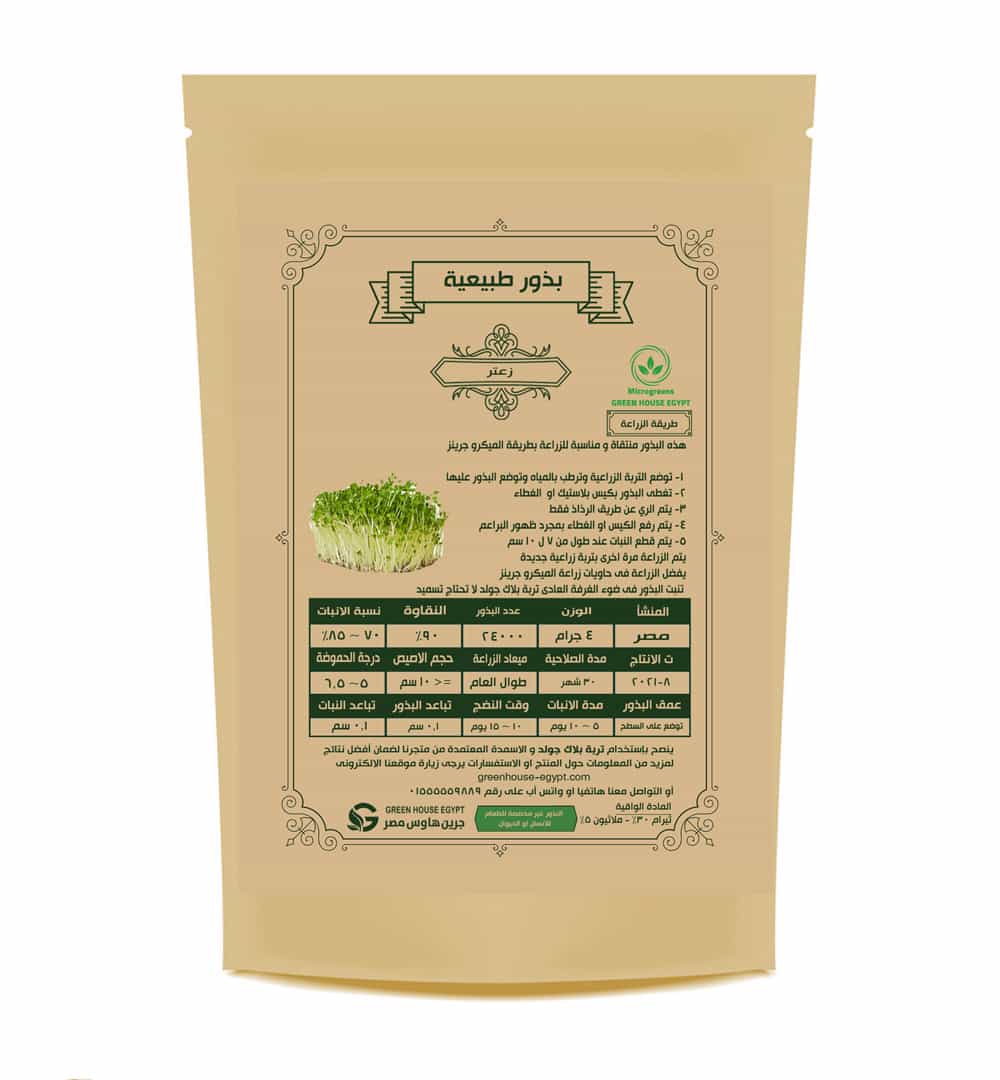 بذور طبيعية
زعتر
Microgreens
GREEN HOUSE EGYPT
طريقة الزراعة
هذه البذور منتقاة و مناسبة للزراعة بطريقة الميكرو جرينز
١- توضع التربة الزراعية وترطب بالمياه وتوضع البذور عليها
٢- تغطى البذور بكيس بلاستيك او الغطاء
٣- يتم الري عن طريق الرذاذ فقط
٤- يتم رفع الكيس او الغطاء بمجرد ظهور البراعم
٥- يتم قطع النبات عند طول من ٧ ل ١٠ سم
يتم الزراعة مرة اخرى بتربة زراعية جديدة
يفضل الزراعة فى حاويات زراعة الميكرو جرينز
تنبت البذور فى ضوء الغرفة العادى تربة بلاك جولد لا تحتاج تسميد
المنشأ الوزن عدد البذور النقاوة نسبة الانبات
مصر ٤ جرام ٢٤٠٠٠ ٩٠٪ ٧٠ ~ ٨٥٪
ت الانتاج مدة الصلاحية ميعاد الزراعة حجم الاصيص درجة الحموضة
٨-٢٠٢١ ٣٠ شهر طوال العام =< ١٠ سم ٥~٦,٥
عمق البذور مدة الانبات وقت النضج تباعد البذور تباعد النبات
توضع على السطح ٥ ~ ١٠ يوم ١٠ ~ ١٥ يوم ٠,١ سم ٠,١ سم
ينصح بإستخدام تربة بلاك جولد و الاسمدة المعتمدة من متجرنا لضمان أفضل نتائج
لمزيد من المعلومات حول المنتج او الاستفسارات يرجى زيارة موقعنا الالكترونى
greenhouse-egypt.com
أو التواصل معنا هاتفيا او واتس أب على رقم ٠١٥٥٥٥٥٩٨٨٩
المادة الواقية
ثيرام ٣٠٪ - ملاثيون ٥٪
البذور غير مخصصة للطعام
للأنسان او الحيوان
GREEN HOUSE EGYPT
جرين هاوس مصر